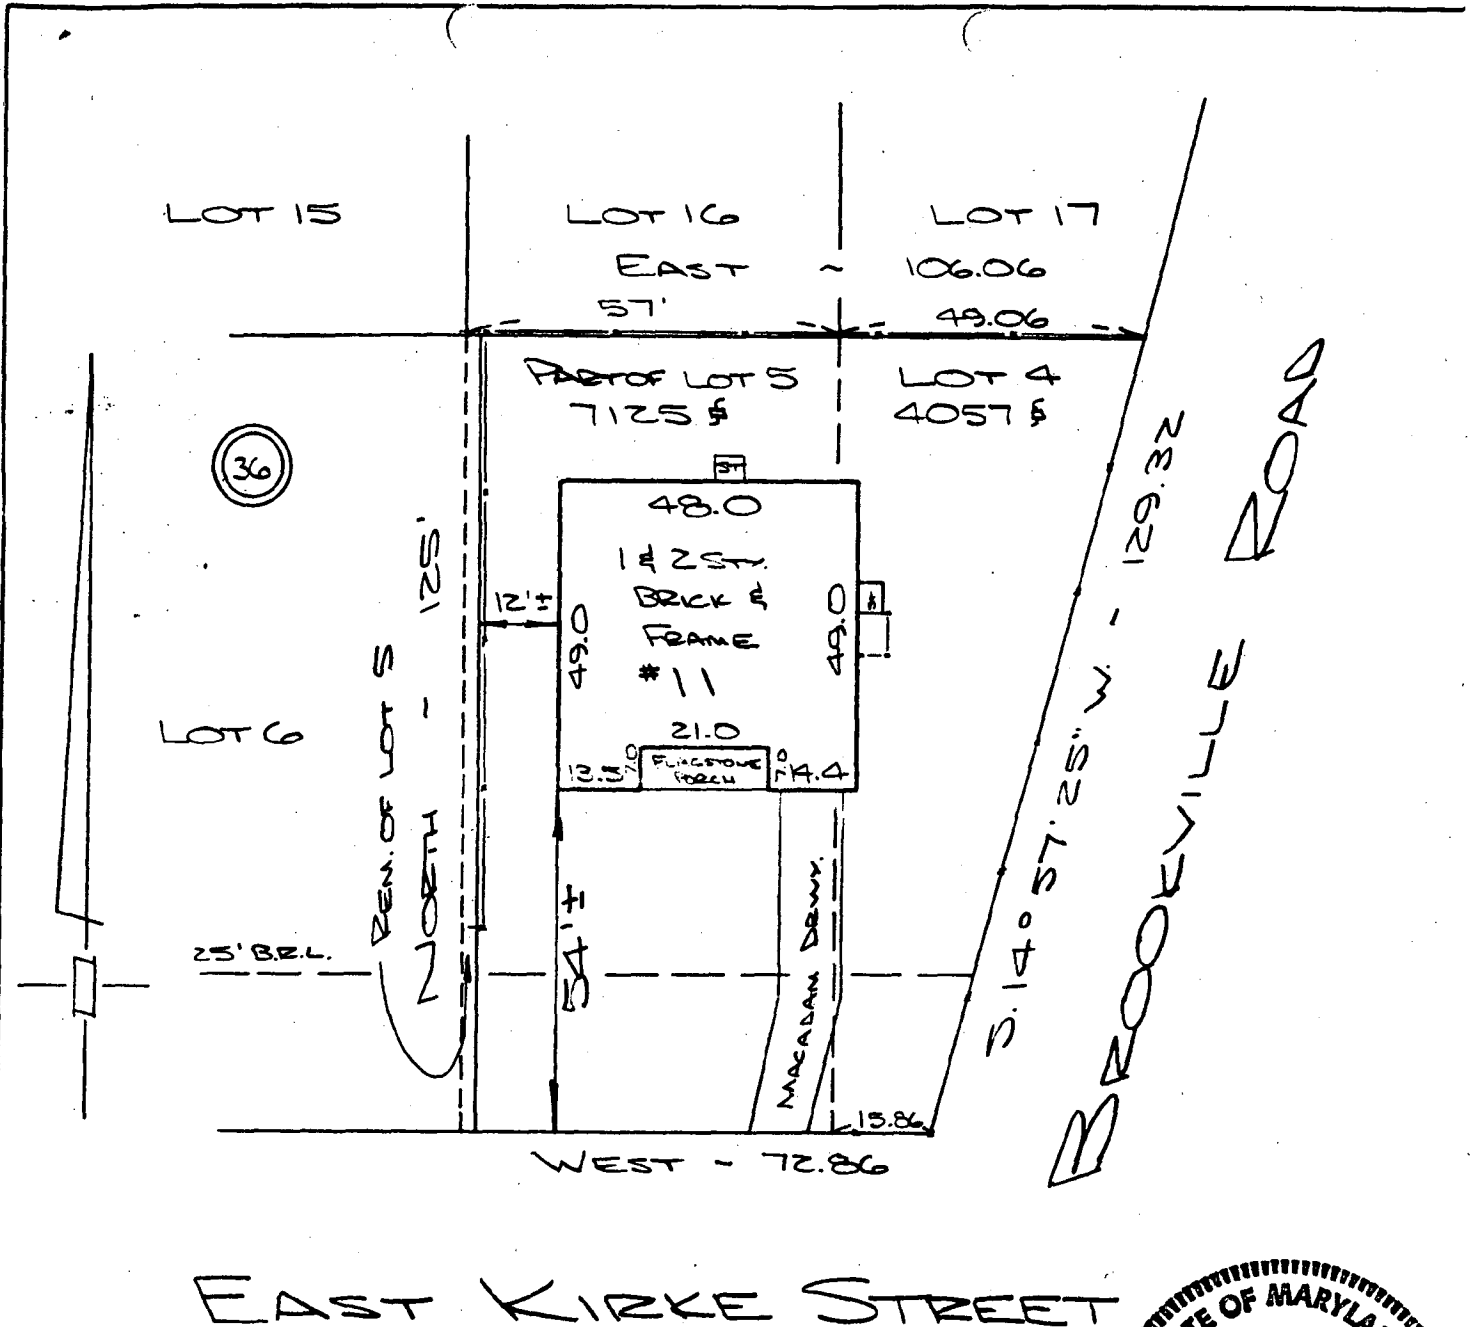 LOT 15
LOT 16
LOT 17
EAST ~ 106.06
57'
49.06
PART OF LOT 5
7125 $
LOT 4
4057 $
36
ST
48.0
1 & 2 STY.
BRICK &
FRAME
#11
12'±
49.0
49.0
21.0
13.5
7.0
FLAGSTONE
PORCH
7.0
14.4
LOT 6
REM. OF LOT 5
NORTH - 125'
25' B.R.L.
54'±
MACADAM DRWY.
S. 14° 57' 25" W. - 129.32
BROOKEVILLE ROAD
15.86
WEST - 72.86
EAST KIRKE STREET
TE OF MARYLA